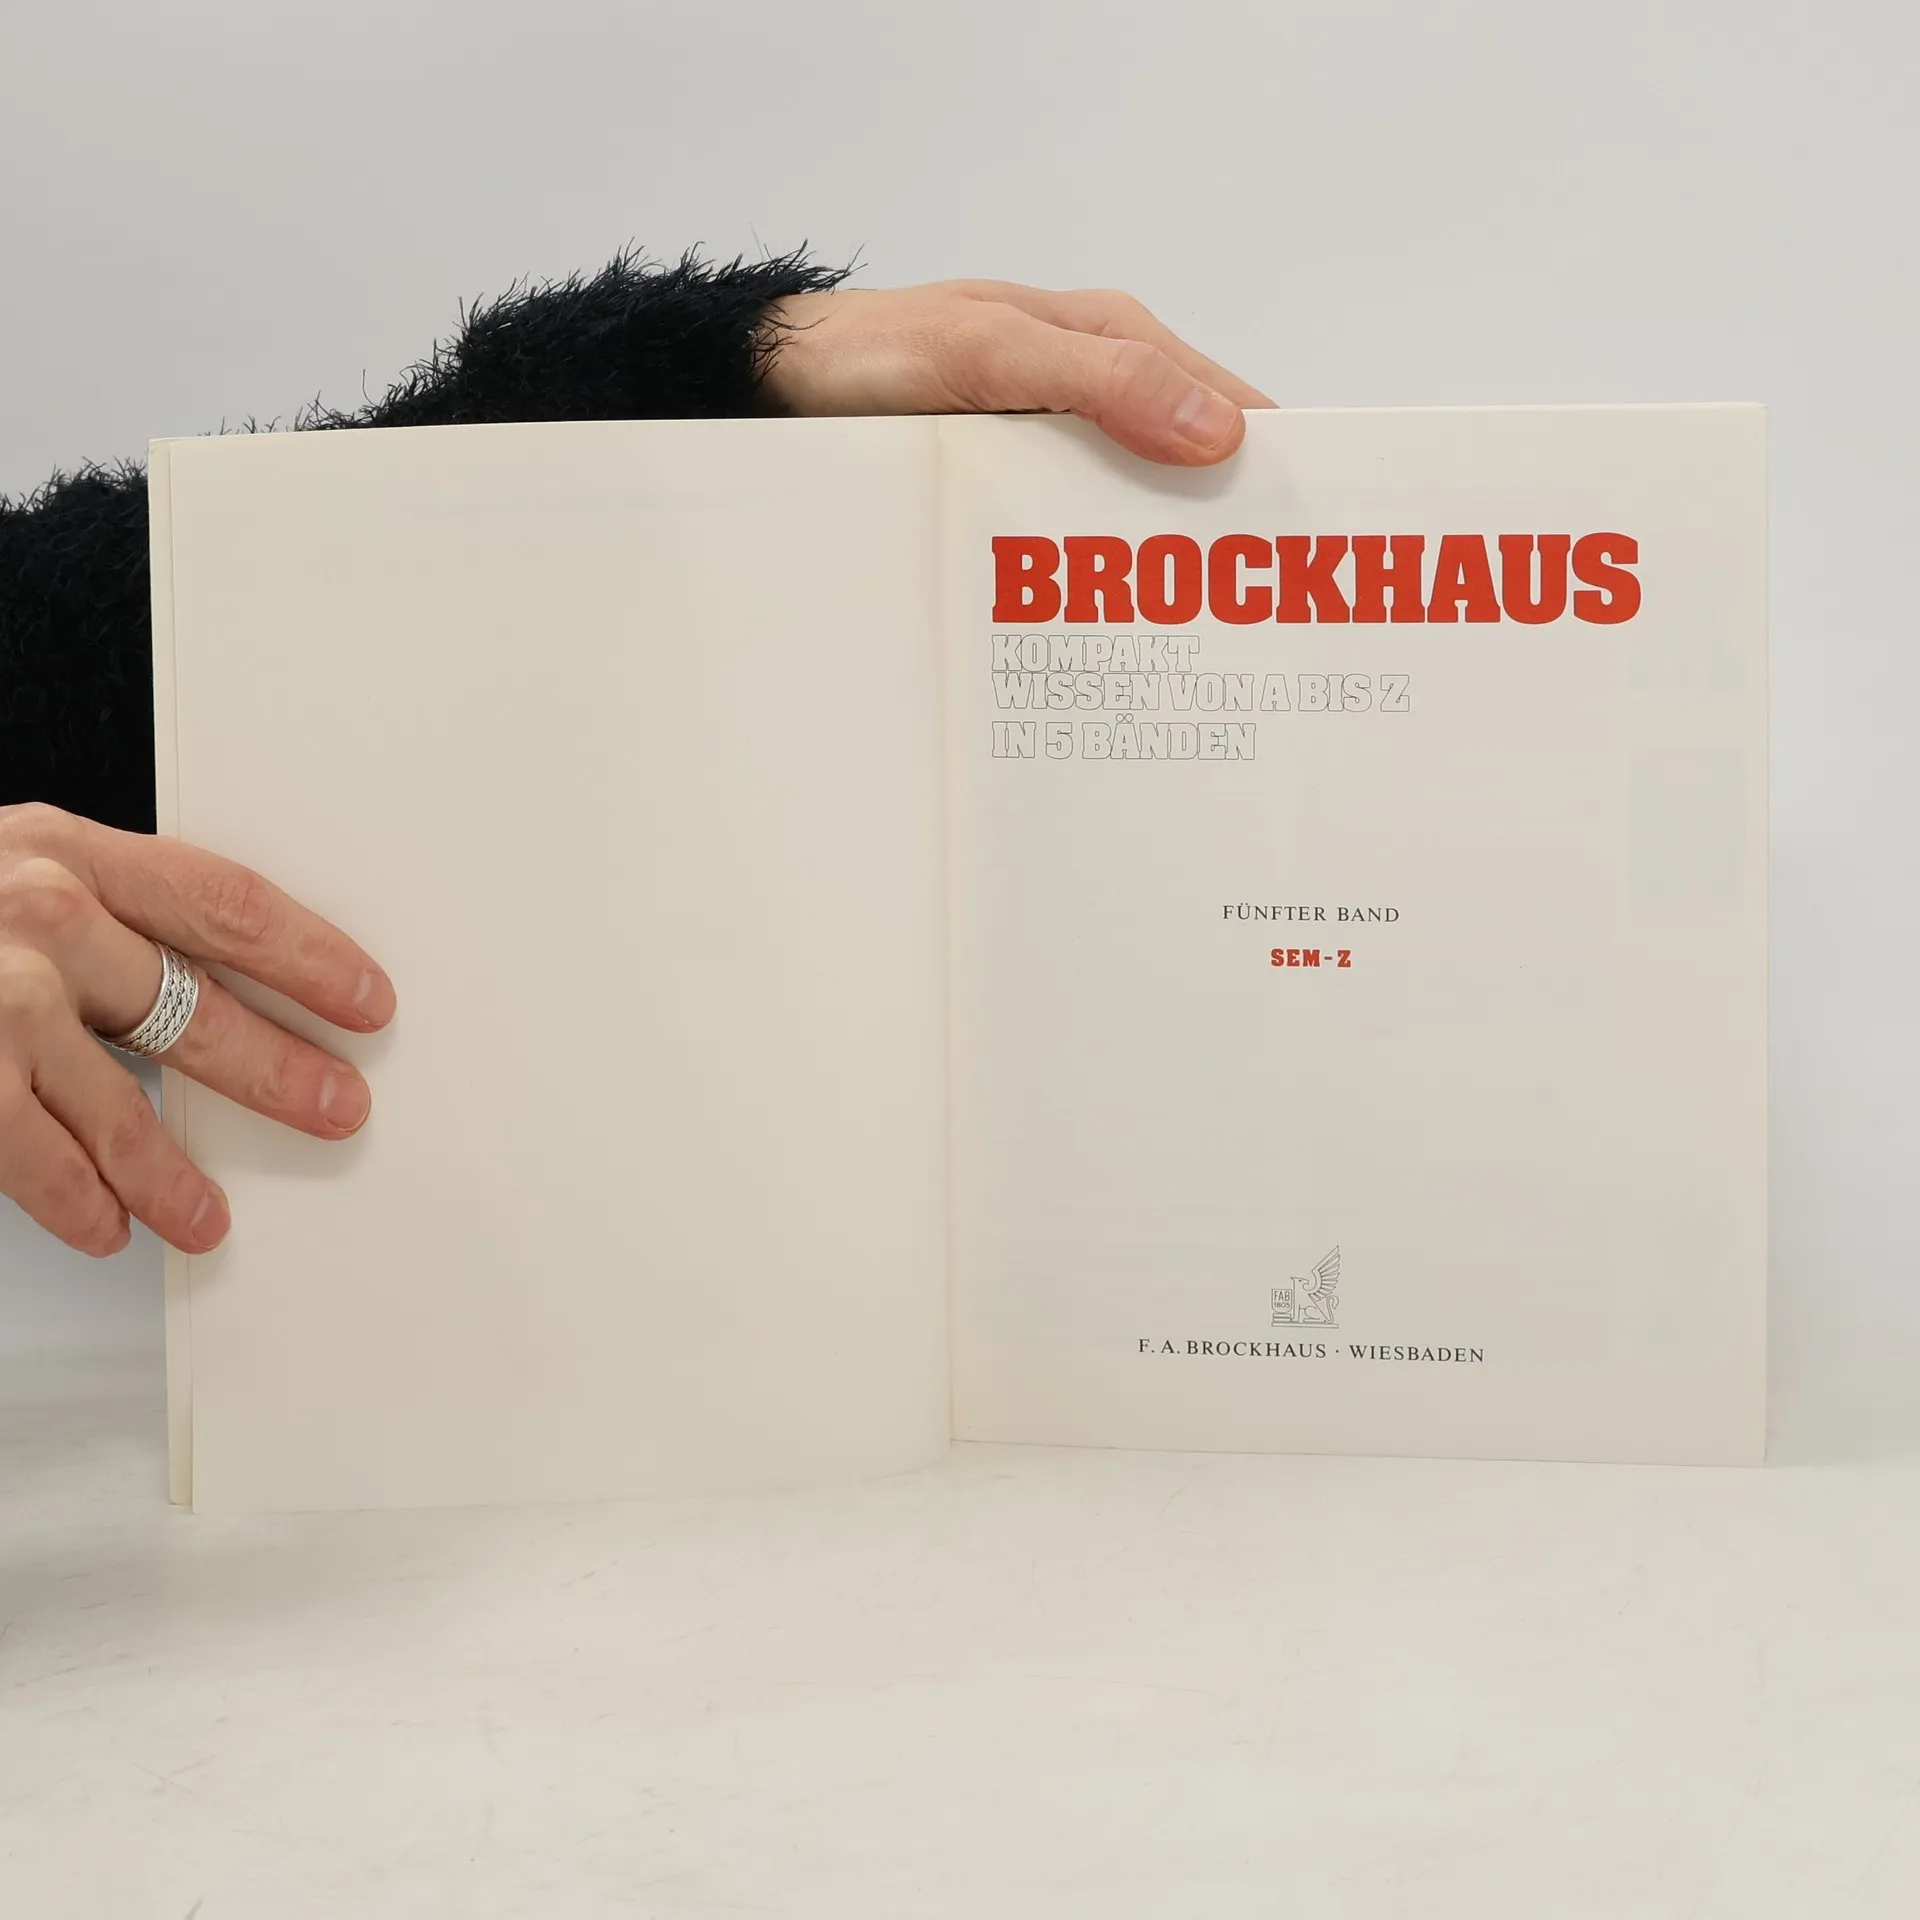 BROCKHAUS
KOMPAKT
WISSEN VON A BIS Z
IN 5 BÄNDEN
FÜNFTER BAND
SEM-Z
FAB
1805
F. A. BROCKHAUS · WIESBADEN